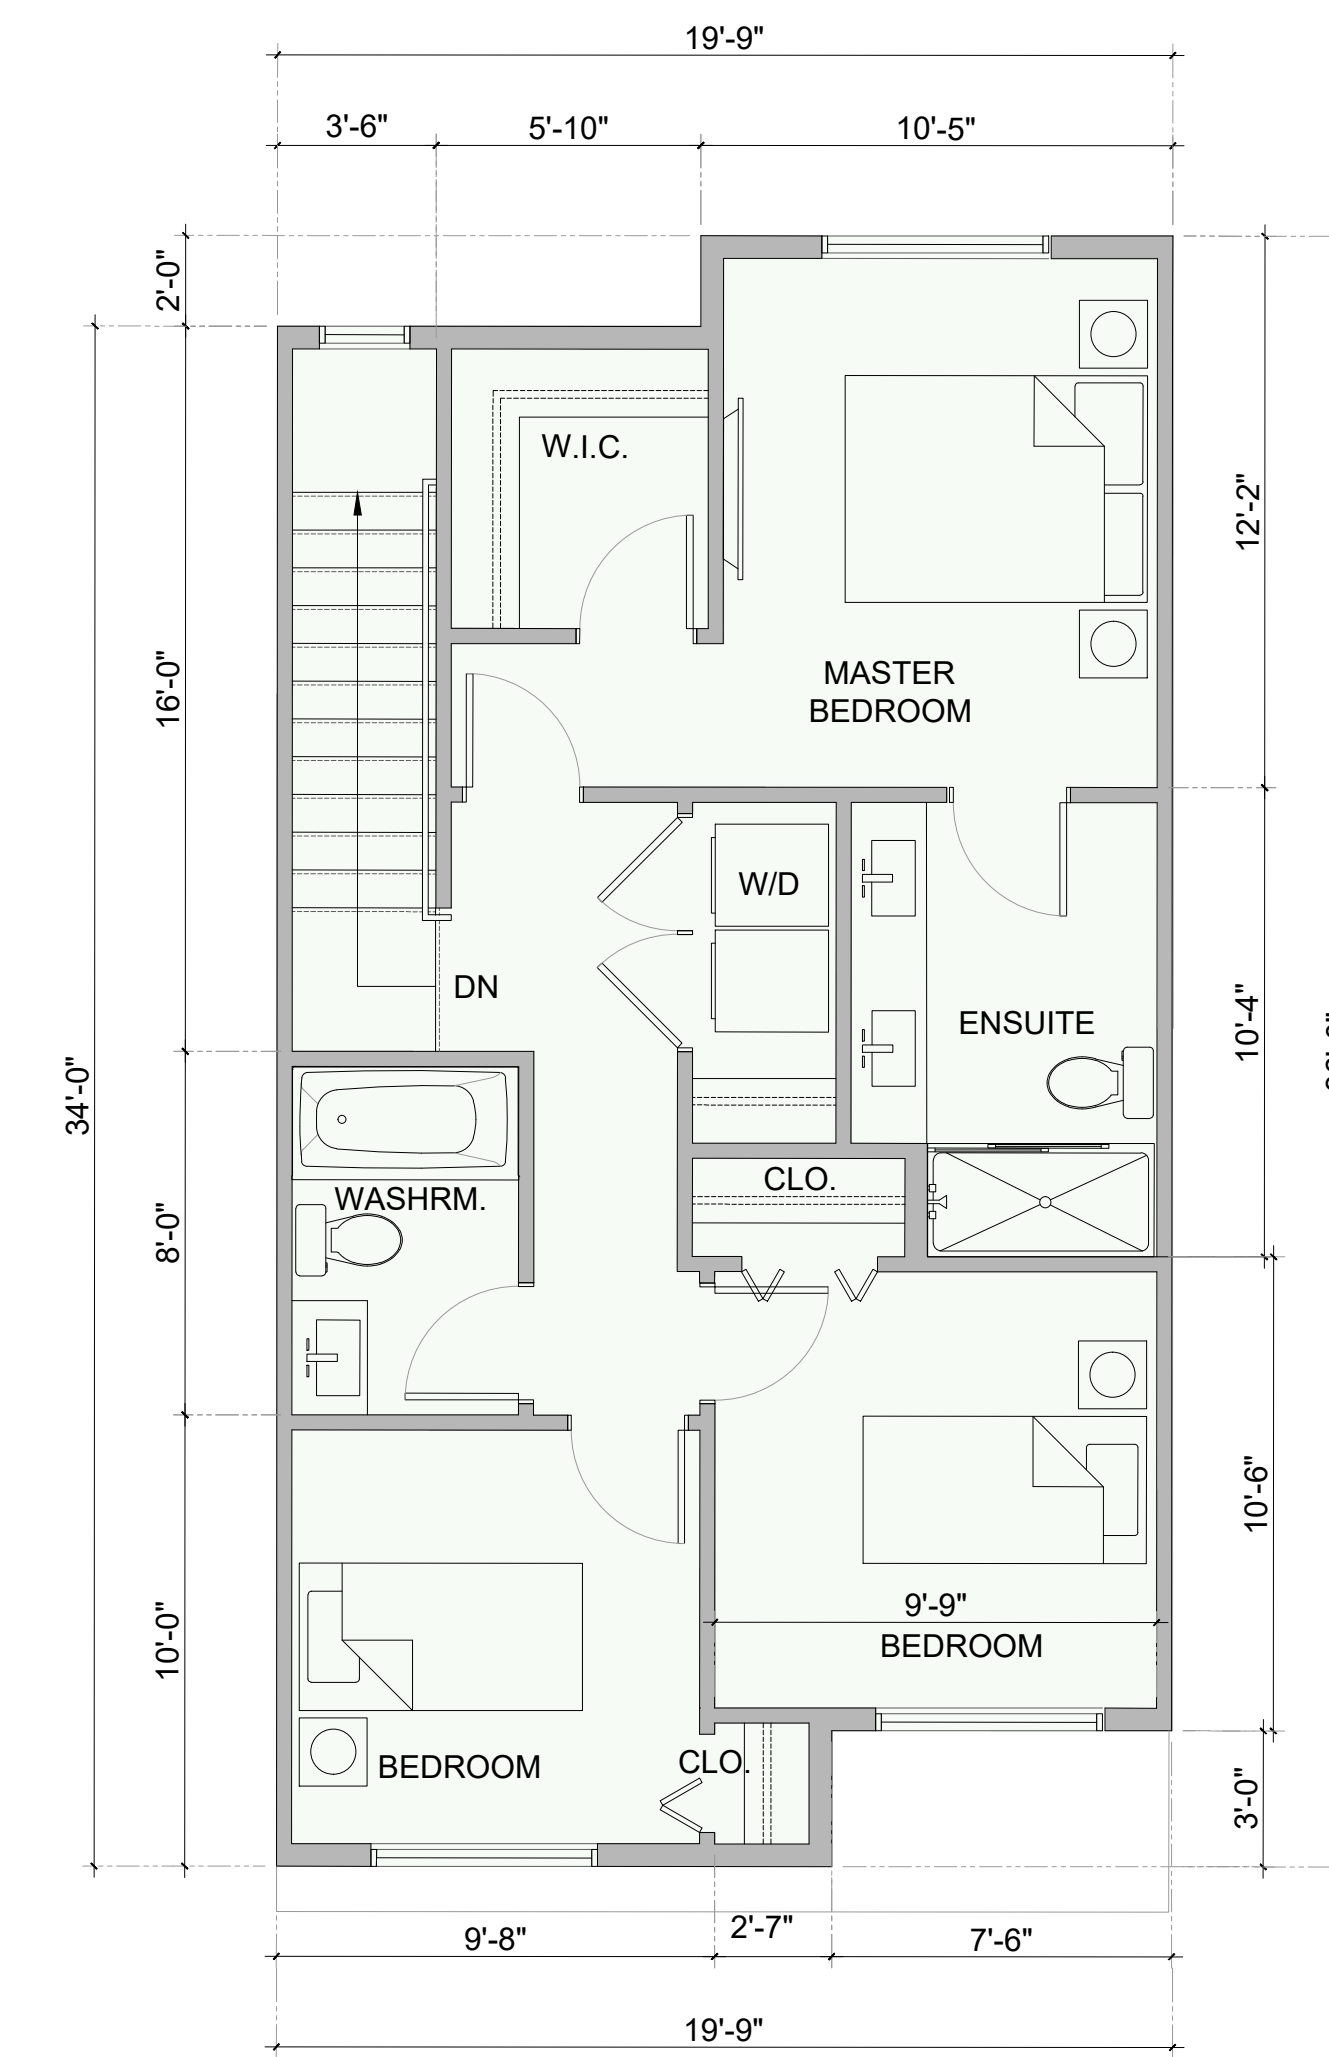 19'-9"
3'-6"
5'-10"
10'-5"
2'-0"
W.I.C.
12'-2"
16'-0"
MASTER
BEDROOM
W/D
DN
ENSUITE
10'-4"
34'-0"
CLO.
WASHRM.
8'-0"
10'-6"
9'-9"
BEDROOM
10'-0"
BEDROOM
CLO.
3'-0"
9'-8"
2'-7"
7'-6"
19'-9"